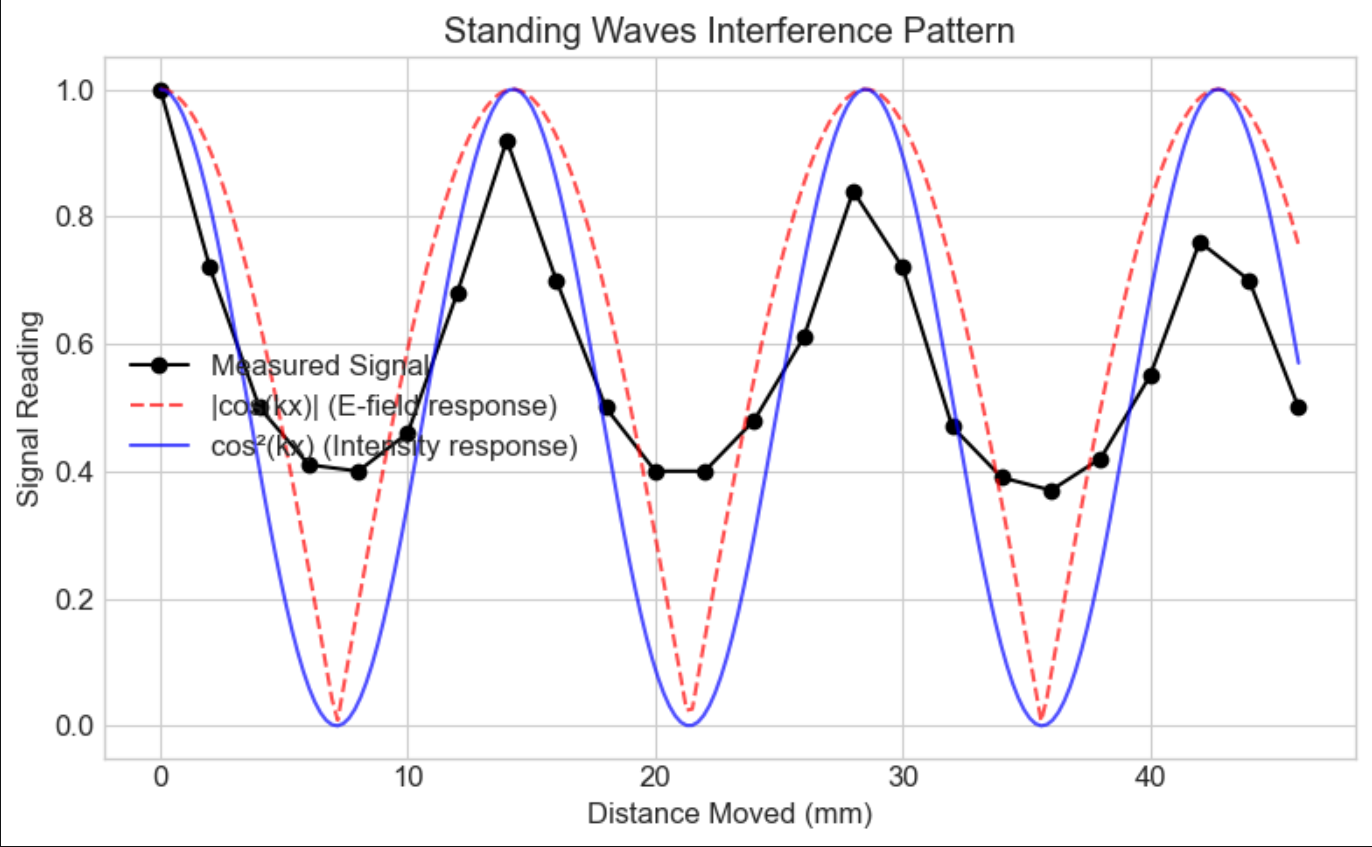 Standing Waves Interference Pattern
1.0
0.8
0.6
0.4
0.2
0.0
Signal Reading
Measured Signal
|cos(kx)| (E-field response)
cos²(kx) (Intensity response)
0 10 20 30 40
Distance Moved (mm)